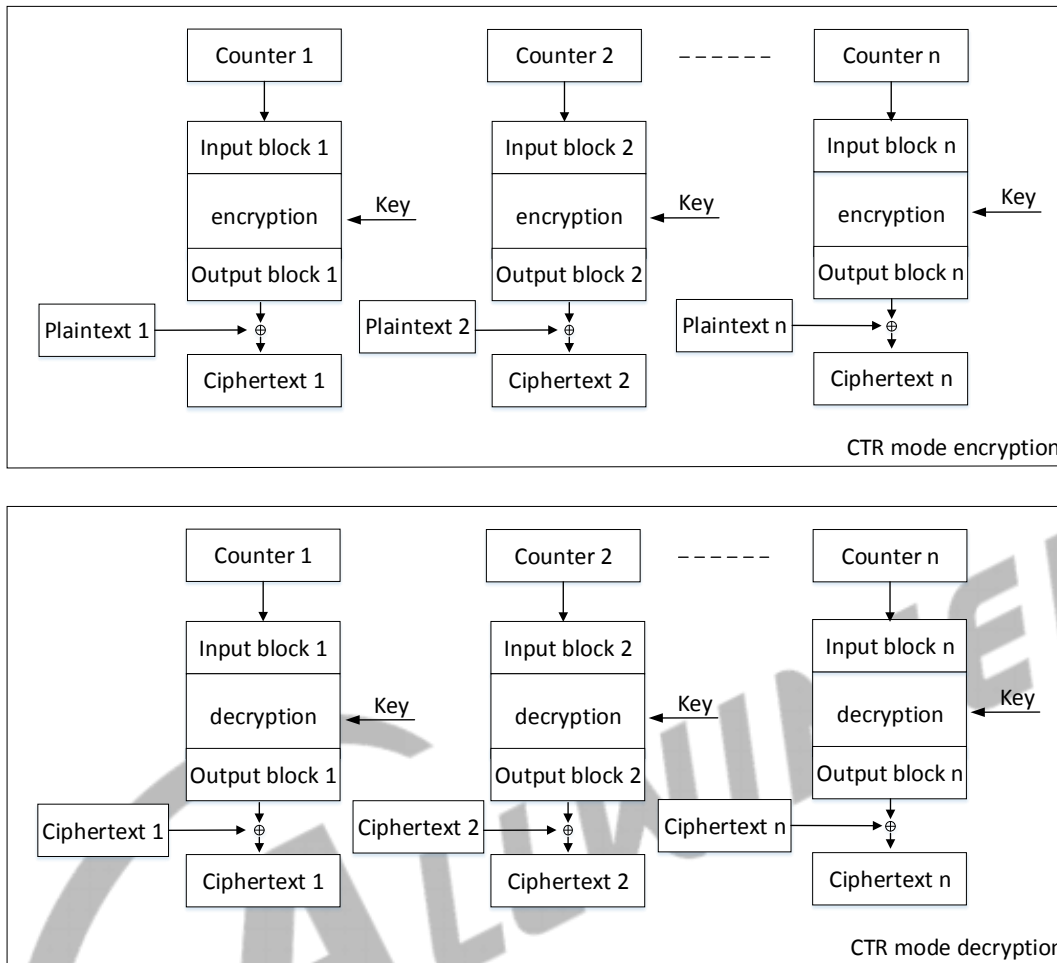 Counter 1
Counter 2
------
Counter n
Input block 1
Input block 2
Input block n
encryption
Key
encryption
Key
encryption
Key
Output block 1
Output block 2
Output block n
Plaintext 1
⊕
Plaintext 2
⊕
Plaintext n
⊕
Ciphertext 1
Ciphertext 2
Ciphertext n
CTR mode encryption
Counter 1
Counter 2
------
Counter n
Input block 1
Input block 2
Input block n
decryption
Key
decryption
Key
decryption
Key
Output block 1
Output block 2
Output block n
Ciphertext 1
⊕
Ciphertext 2
⊕
Ciphertext n
⊕
Ciphertext 1
Ciphertext 2
Ciphertext n
CTR mode decryption